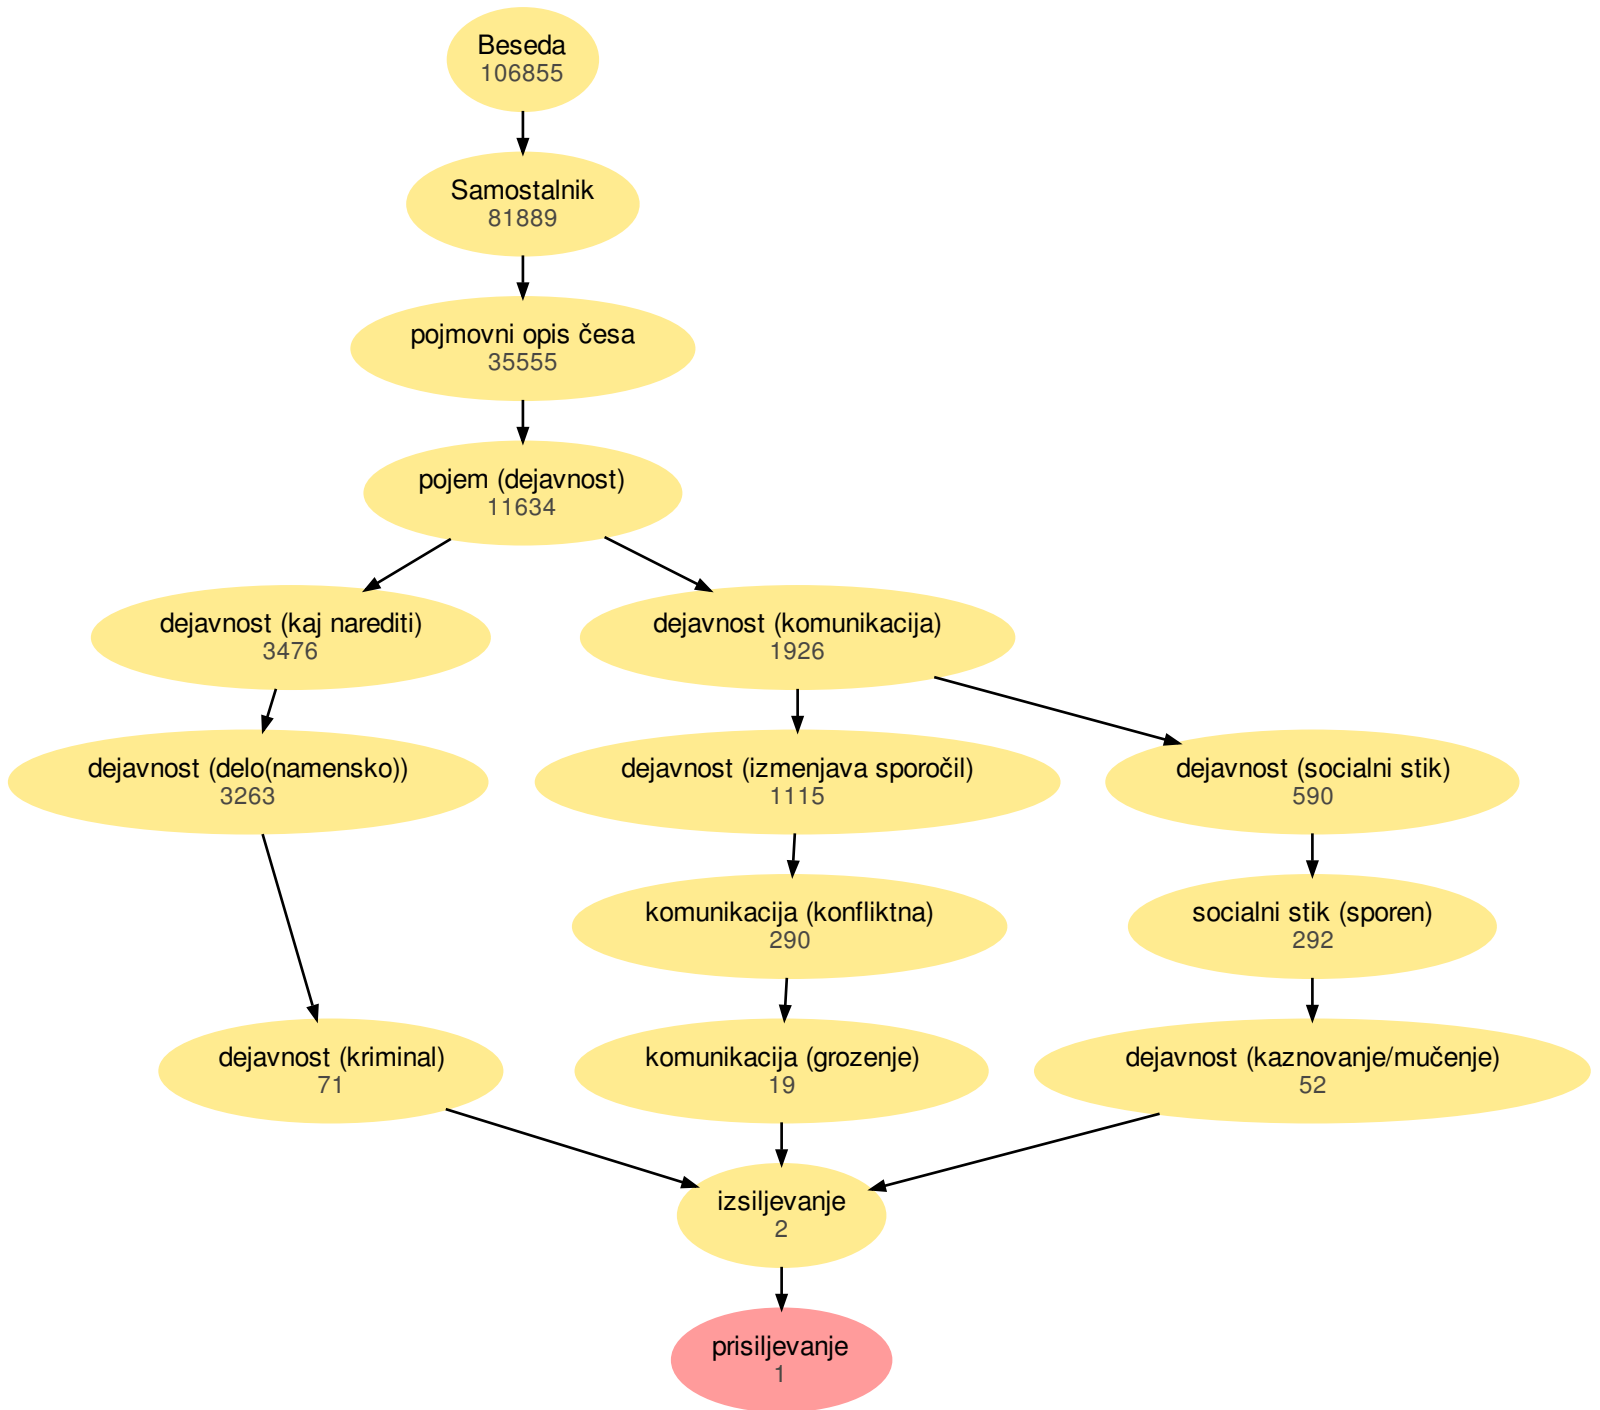 Beseda
106855
Samostalnik
81889
pojmovni opis česa
35555
pojem (dejavnost)
11634
dejavnost (kaj narediti)
3476
dejavnost (komunikacija)
1926
dejavnost (delo(namensko))
3263
dejavnost (izmenjava sporočil)
1115
dejavnost (socialni stik)
590
komunikacija (konfliktna)
290
socialni stik (sporen)
292
dejavnost (kriminal)
71
komunikacija (grozenje)
19
dejavnost (kaznovanje/mučenje)
52
izsiljevanje
2
prisiljevanje
1